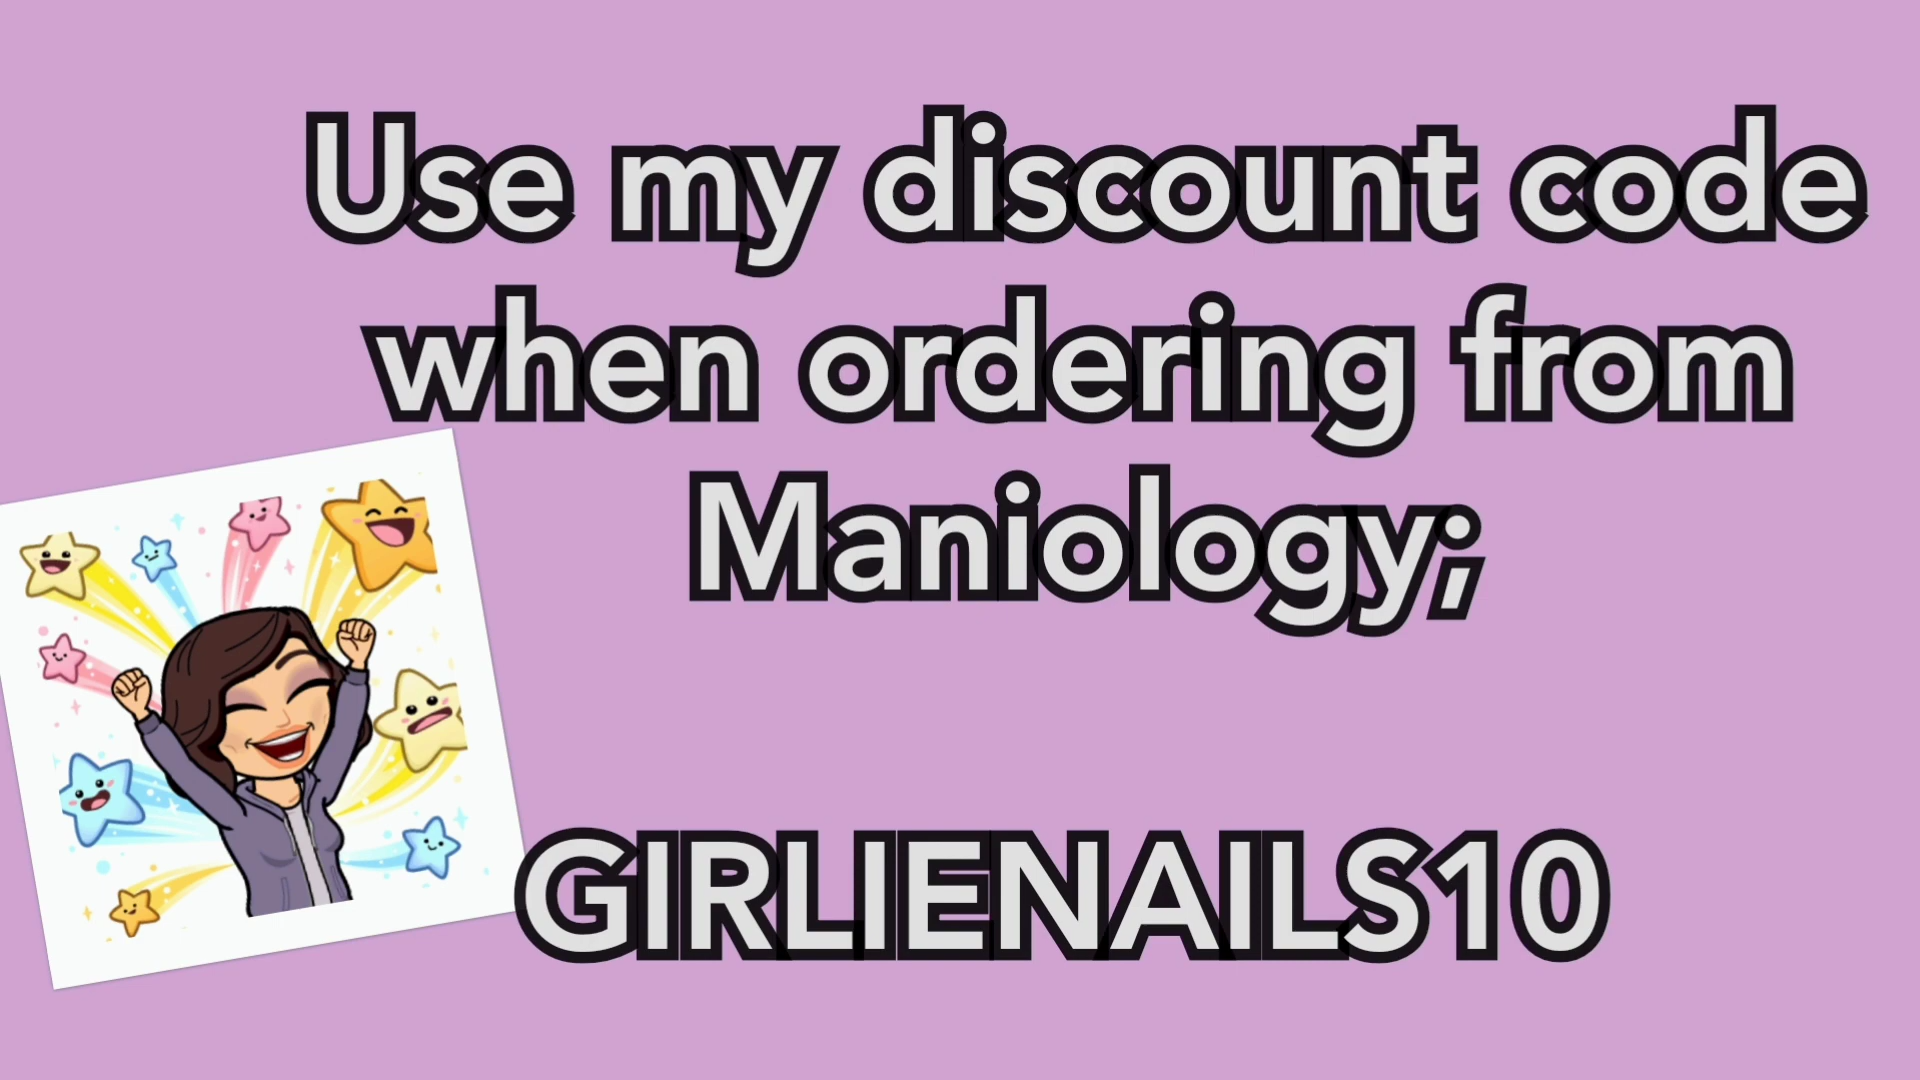 Use my discount code
when ordering from
Maniology;
GIRLIENAILS10